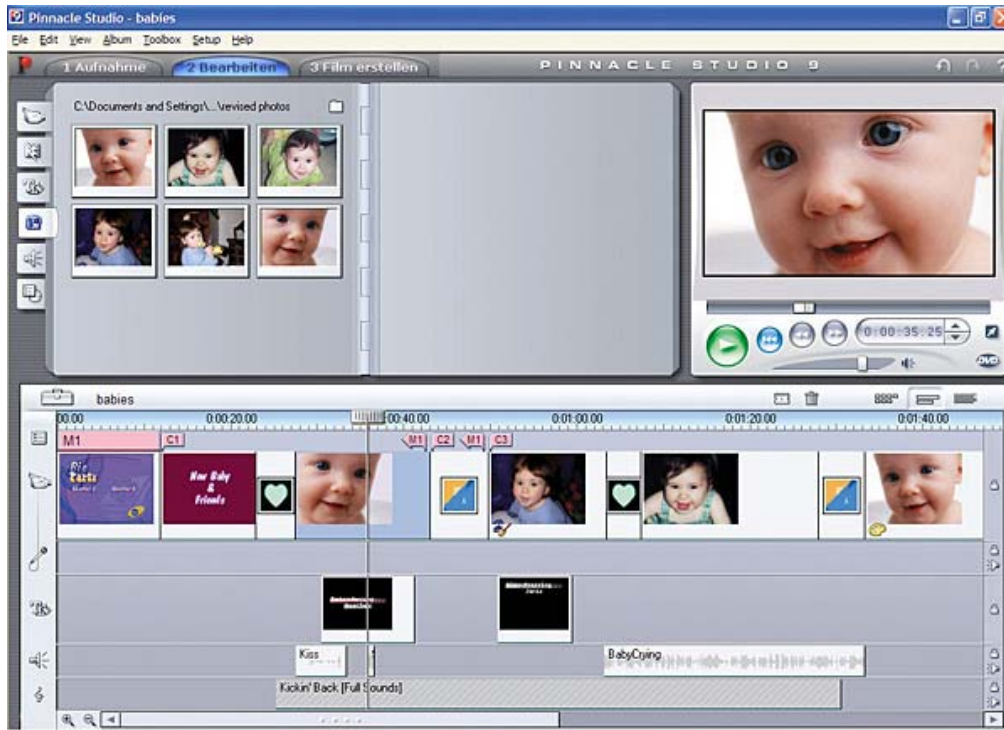 Pinnacle Studio - babies
File Edit View Album Toolbox Setup Help
1 Aufnahme 2 Bearbeiten 3 Film erstellen PINNACLE STUDIO 9
C:\Documents and Settings\...\revised photos
0:00:35.25
DVD
babies
00.00 0:00:20.00 0:00:40.00 0:01:00.00 0:01:20.00 0:01:40.00
M1 C1 M1 C2 M1 C3
New Baby
&
Friends
Kiss
BabyCrying
Kickin' Back [Full Sounds]